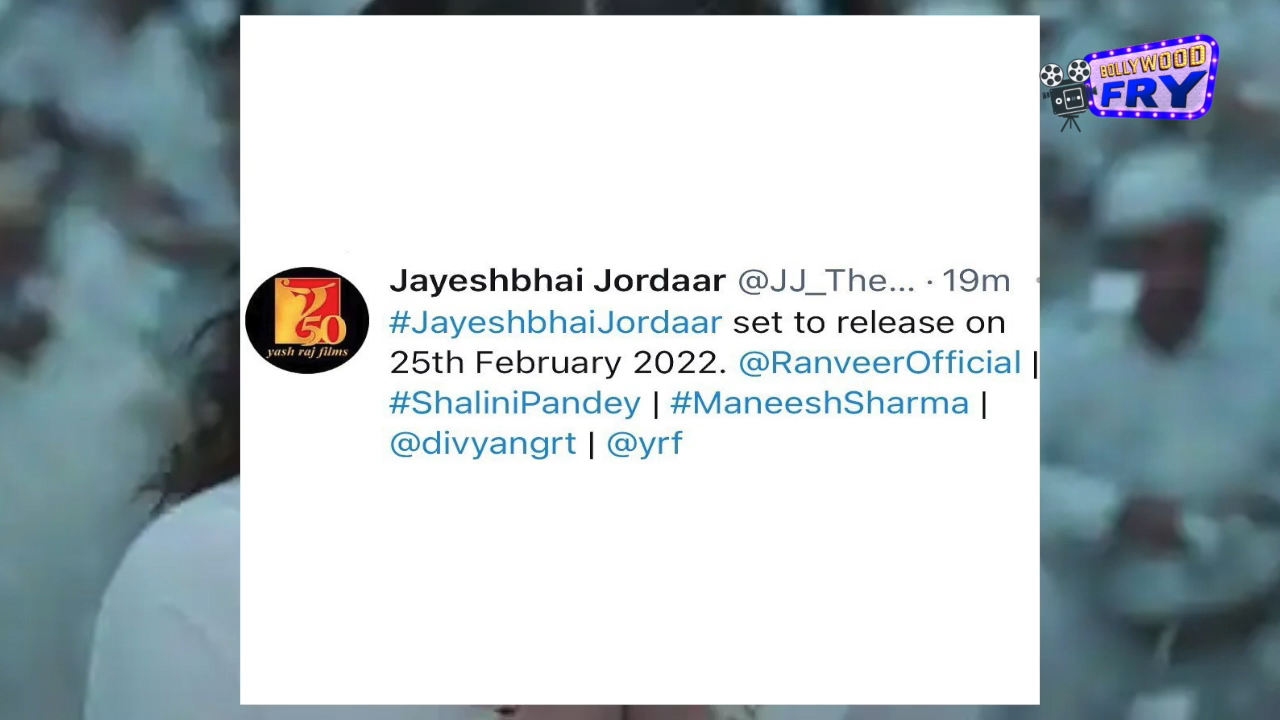 BOLLYWOOD
FRY
Y50
yash raj films
Jayeshbhai Jordaar @JJ_The... · 19m
#JayeshbhaiJordaar set to release on
25th February 2022. @RanveerOfficial |
#ShaliniPandey | #ManeeshSharma |
@divyangrt | @yrf